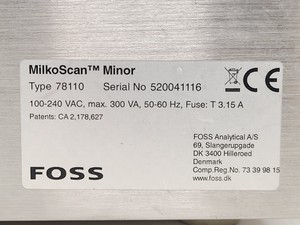 MilkoScan™ Minor
Type 78110 Serial No 520041116
100-240 VAC, max. 300 VA, 50-60 Hz, Fuse: T 3.15 A
Patents: CA 2,178,627
FOSS Analytical A/S
69, Slangerupgade
DK 3400 Hilleroed
Denmark
Comp.Reg.No. 73 39 98 15
www.foss.dk
FOSS
CE